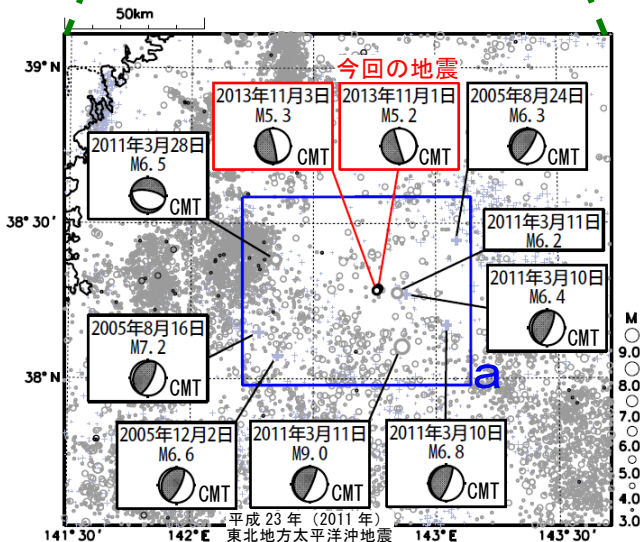 50km
39°N
今回の地震
2013年11月3日
M5.3
CMT
2013年11月1日
M5.2
CMT
2005年8月24日
M6.3
CMT
2011年3月28日
M6.5
CMT
38°30'
2011年3月11日
M6.2
2011年3月10日
M6.4
CMT
2005年8月16日
M7.2
CMT
38°N
a
M
9.0
8.0
7.0
6.0
5.0
4.0
3.0
2005年12月2日
M6.6
CMT
2011年3月11日
M9.0
CMT
2011年3月10日
M6.8
CMT
平成23年(2011年)
東北地方太平洋沖地震
141°30'
142°E
143°E